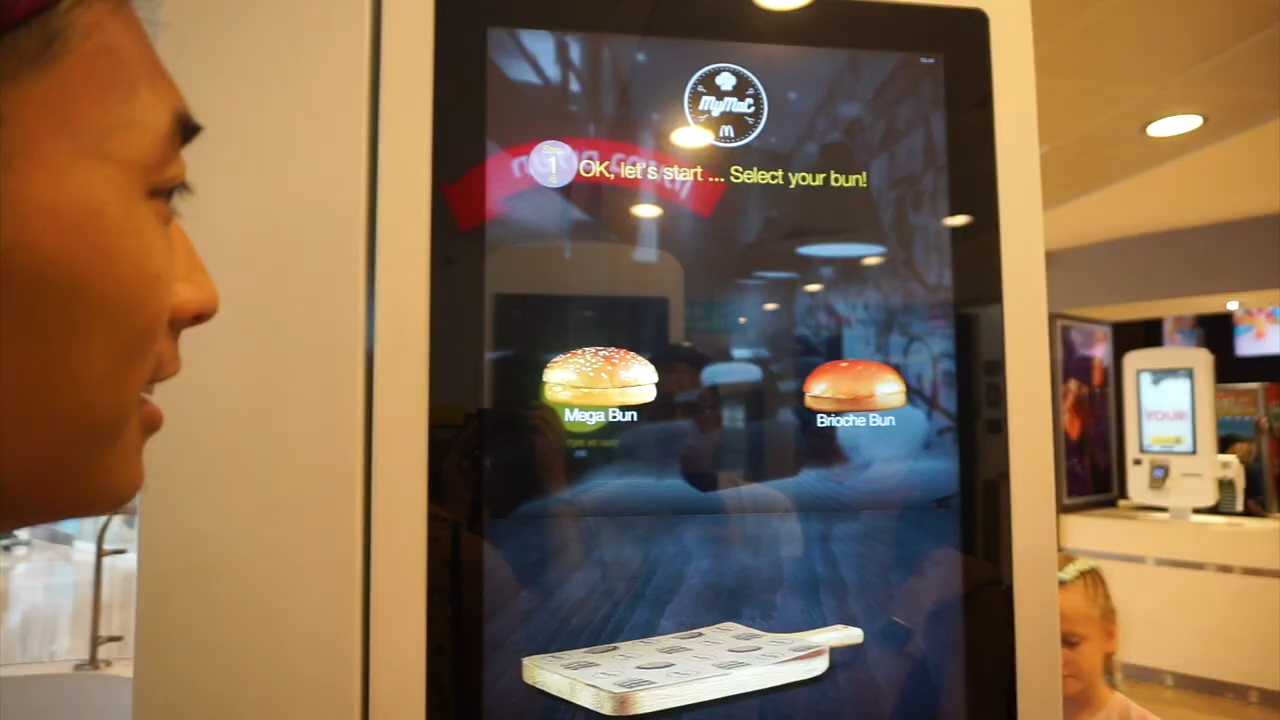 MyMaC
1
OK, let's start ... Select your bun!
Mega Bun
Brioche Bun
YOUR